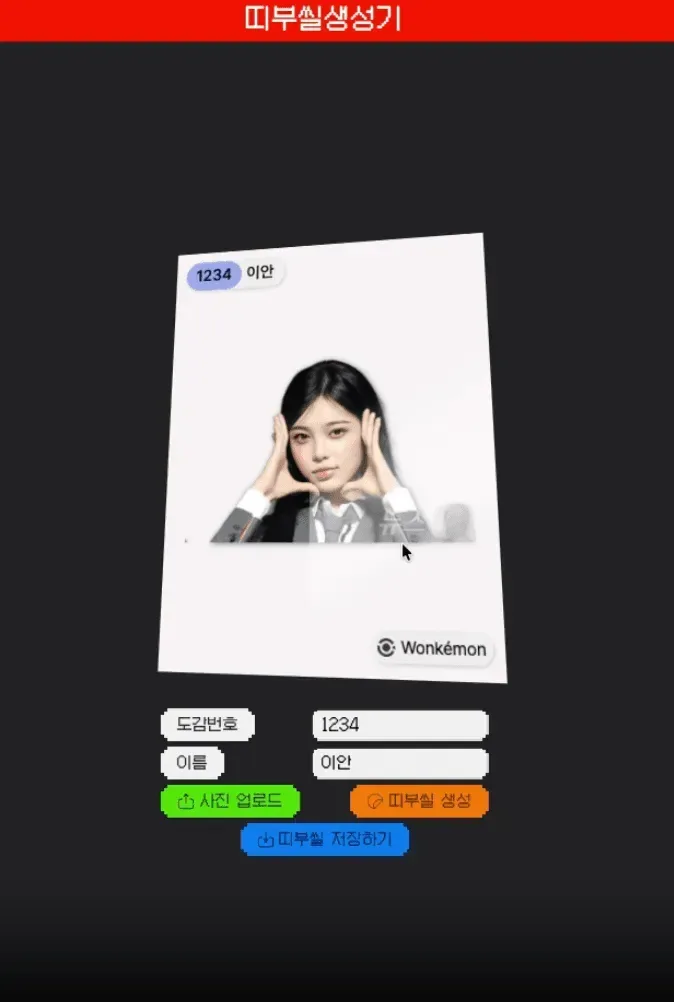 띠부씰생성기
1234 이안
Wonkémon
도감번호 1234
이름 이안
사진 업로드 띠부씰 생성
띠부씰 저장하기